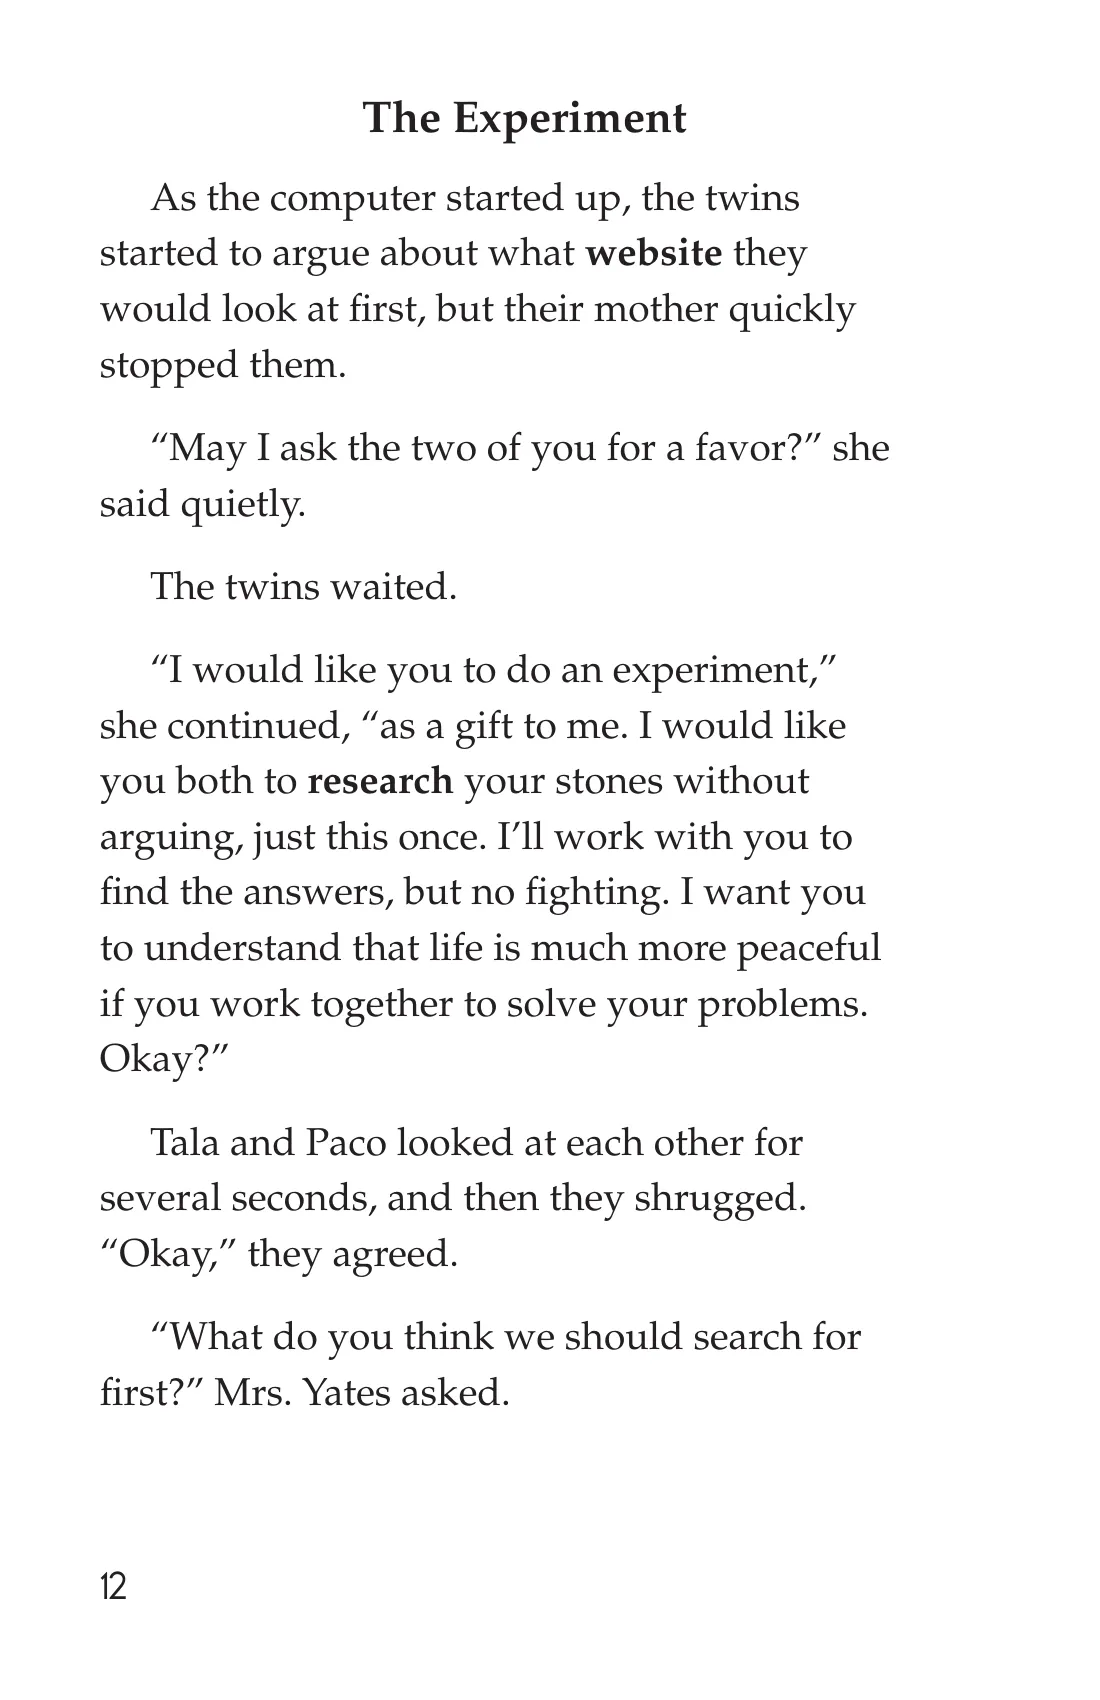 The Experiment
As the computer started up, the twins
started to argue about what website they
would look at first, but their mother quickly
stopped them.
“May I ask the two of you for a favor?” she
said quietly.
The twins waited.
“I would like you to do an experiment,”
she continued, “as a gift to me. I would like
you both to research your stones without
arguing, just this once. I’ll work with you to
find the answers, but no fighting. I want you
to understand that life is much more peaceful
if you work together to solve your problems.
Okay?”
Tala and Paco looked at each other for
several seconds, and then they shrugged.
“Okay,” they agreed.
“What do you think we should search for
first?” Mrs. Yates asked.
12